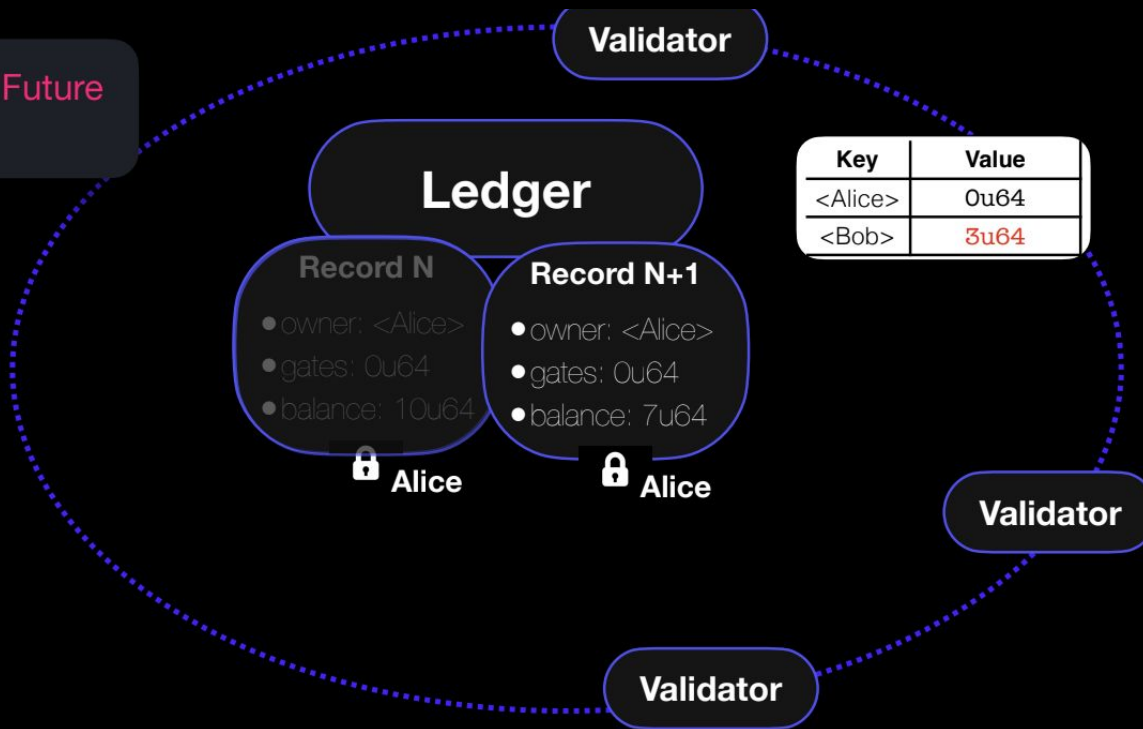 Validator
Future
Ledger
Key Value
<Alice> 0u64
<Bob> 3u64
Record N
owner: <Alice>
gates: 0u64
balance: 10u64
Alice
Record N+1
owner: <Alice>
gates: 0u64
balance: 7u64
Alice
Validator
Validator